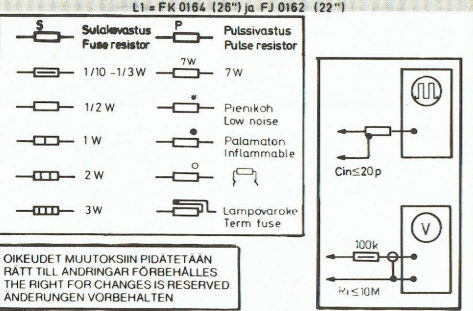 L1 = FK 0164 (26") ja FJ 0162 (22")
S Sulakevastus P Pulssivastus
Fuse resistor Pulse resistor
1/10 -1/3 W 7W 7 W
1/2 W * Pienikoh
Low noise
1 W Palamaton
Inflammable
2 W
3 W Lampovaroke
Term fuse
Cin≤20p
V
100k
Ri≤10M
OIKEUDET MUUTOKSIIN PIDÄTETÄÄN
RÄTT TILL ANDRINGAR FÖRBEHÅLLES
THE RIGHT FOR CHANGES IS RESERVED
ÄNDERUNGEN VORBEHALTEN